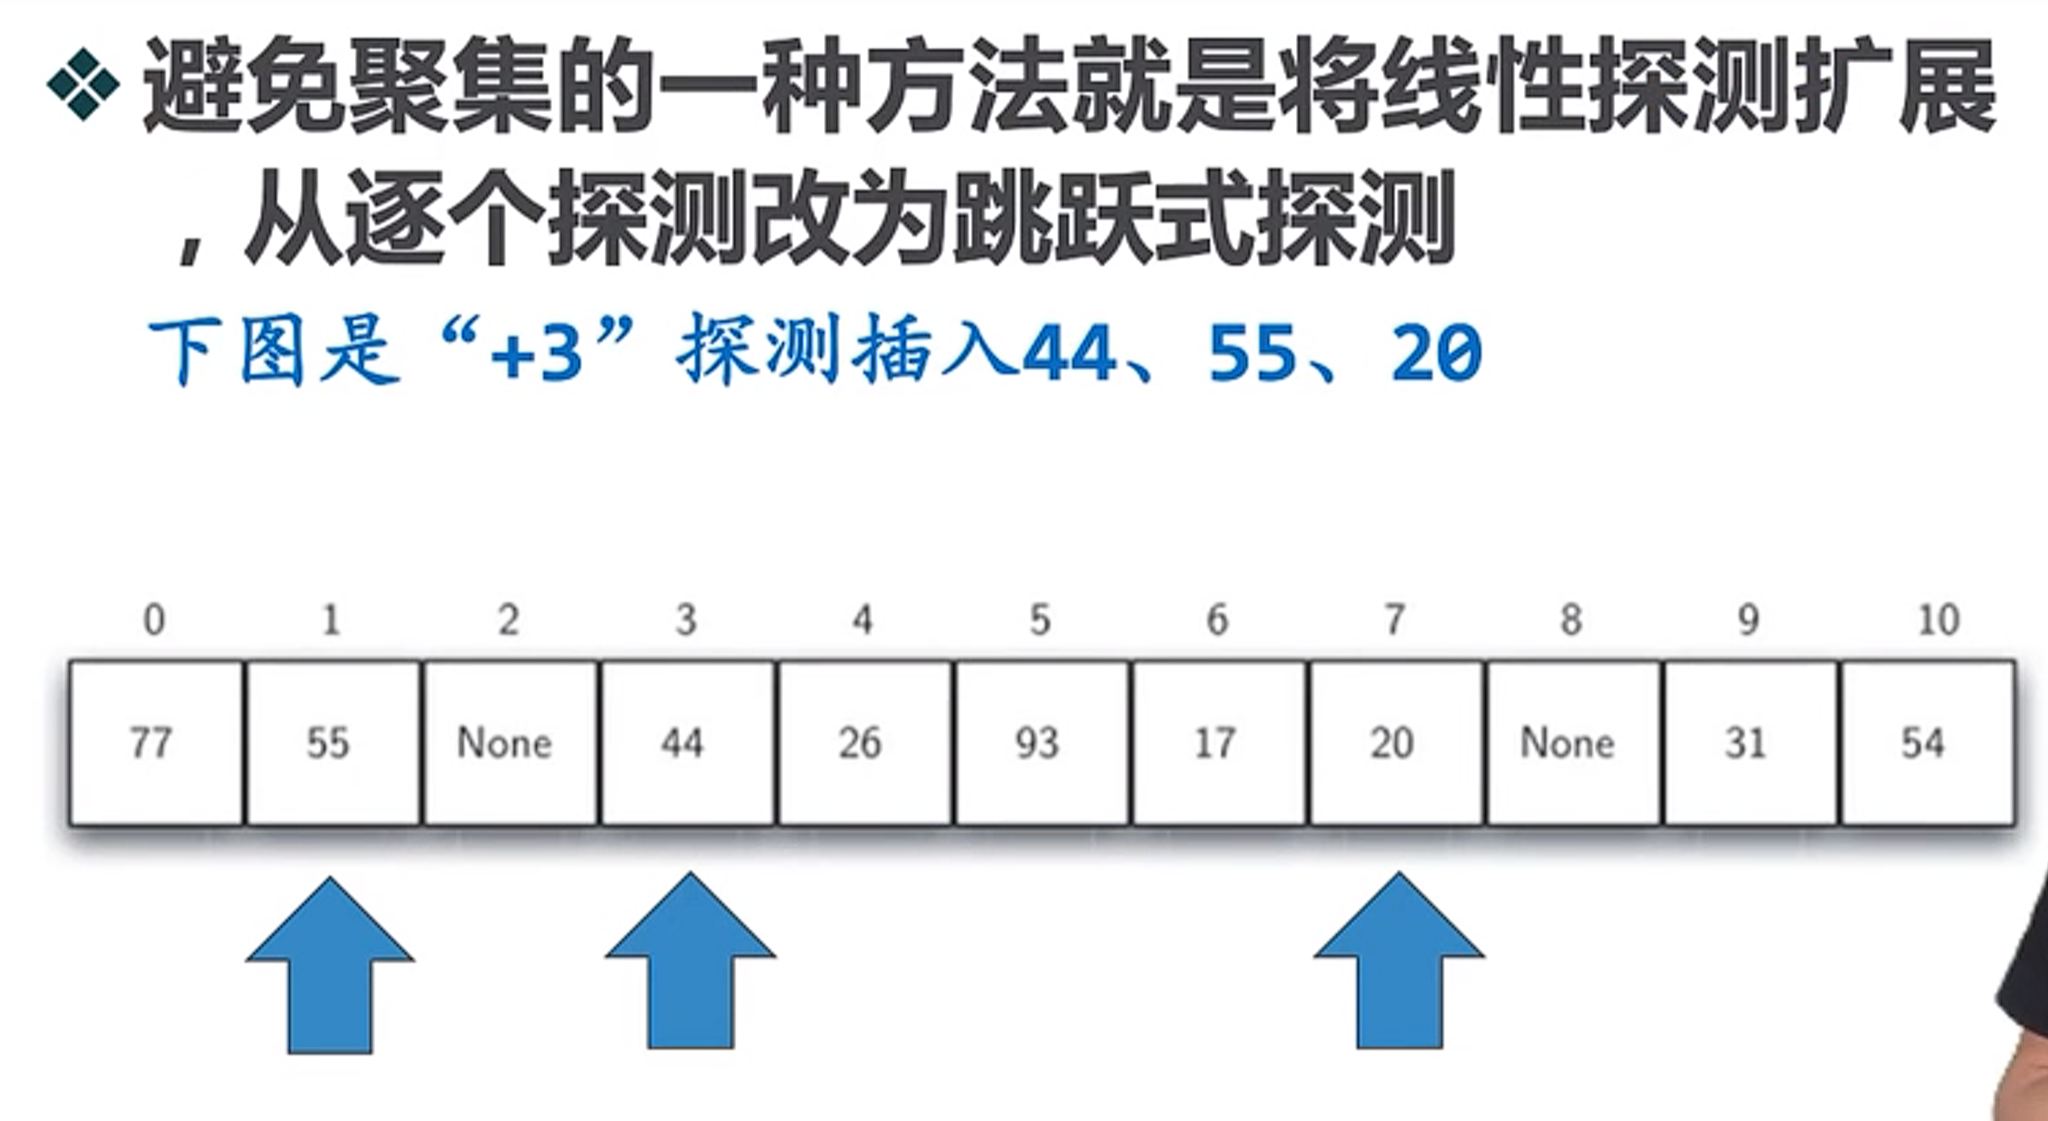 避免聚集的一种方法就是将线性探测扩展
，从逐个探测改为跳跃式探测
下图是“+3”探测插入44、55、20
0 1 2 3 4 5 6 7 8 9 10
77 55 None 44 26 93 17 20 None 31 54